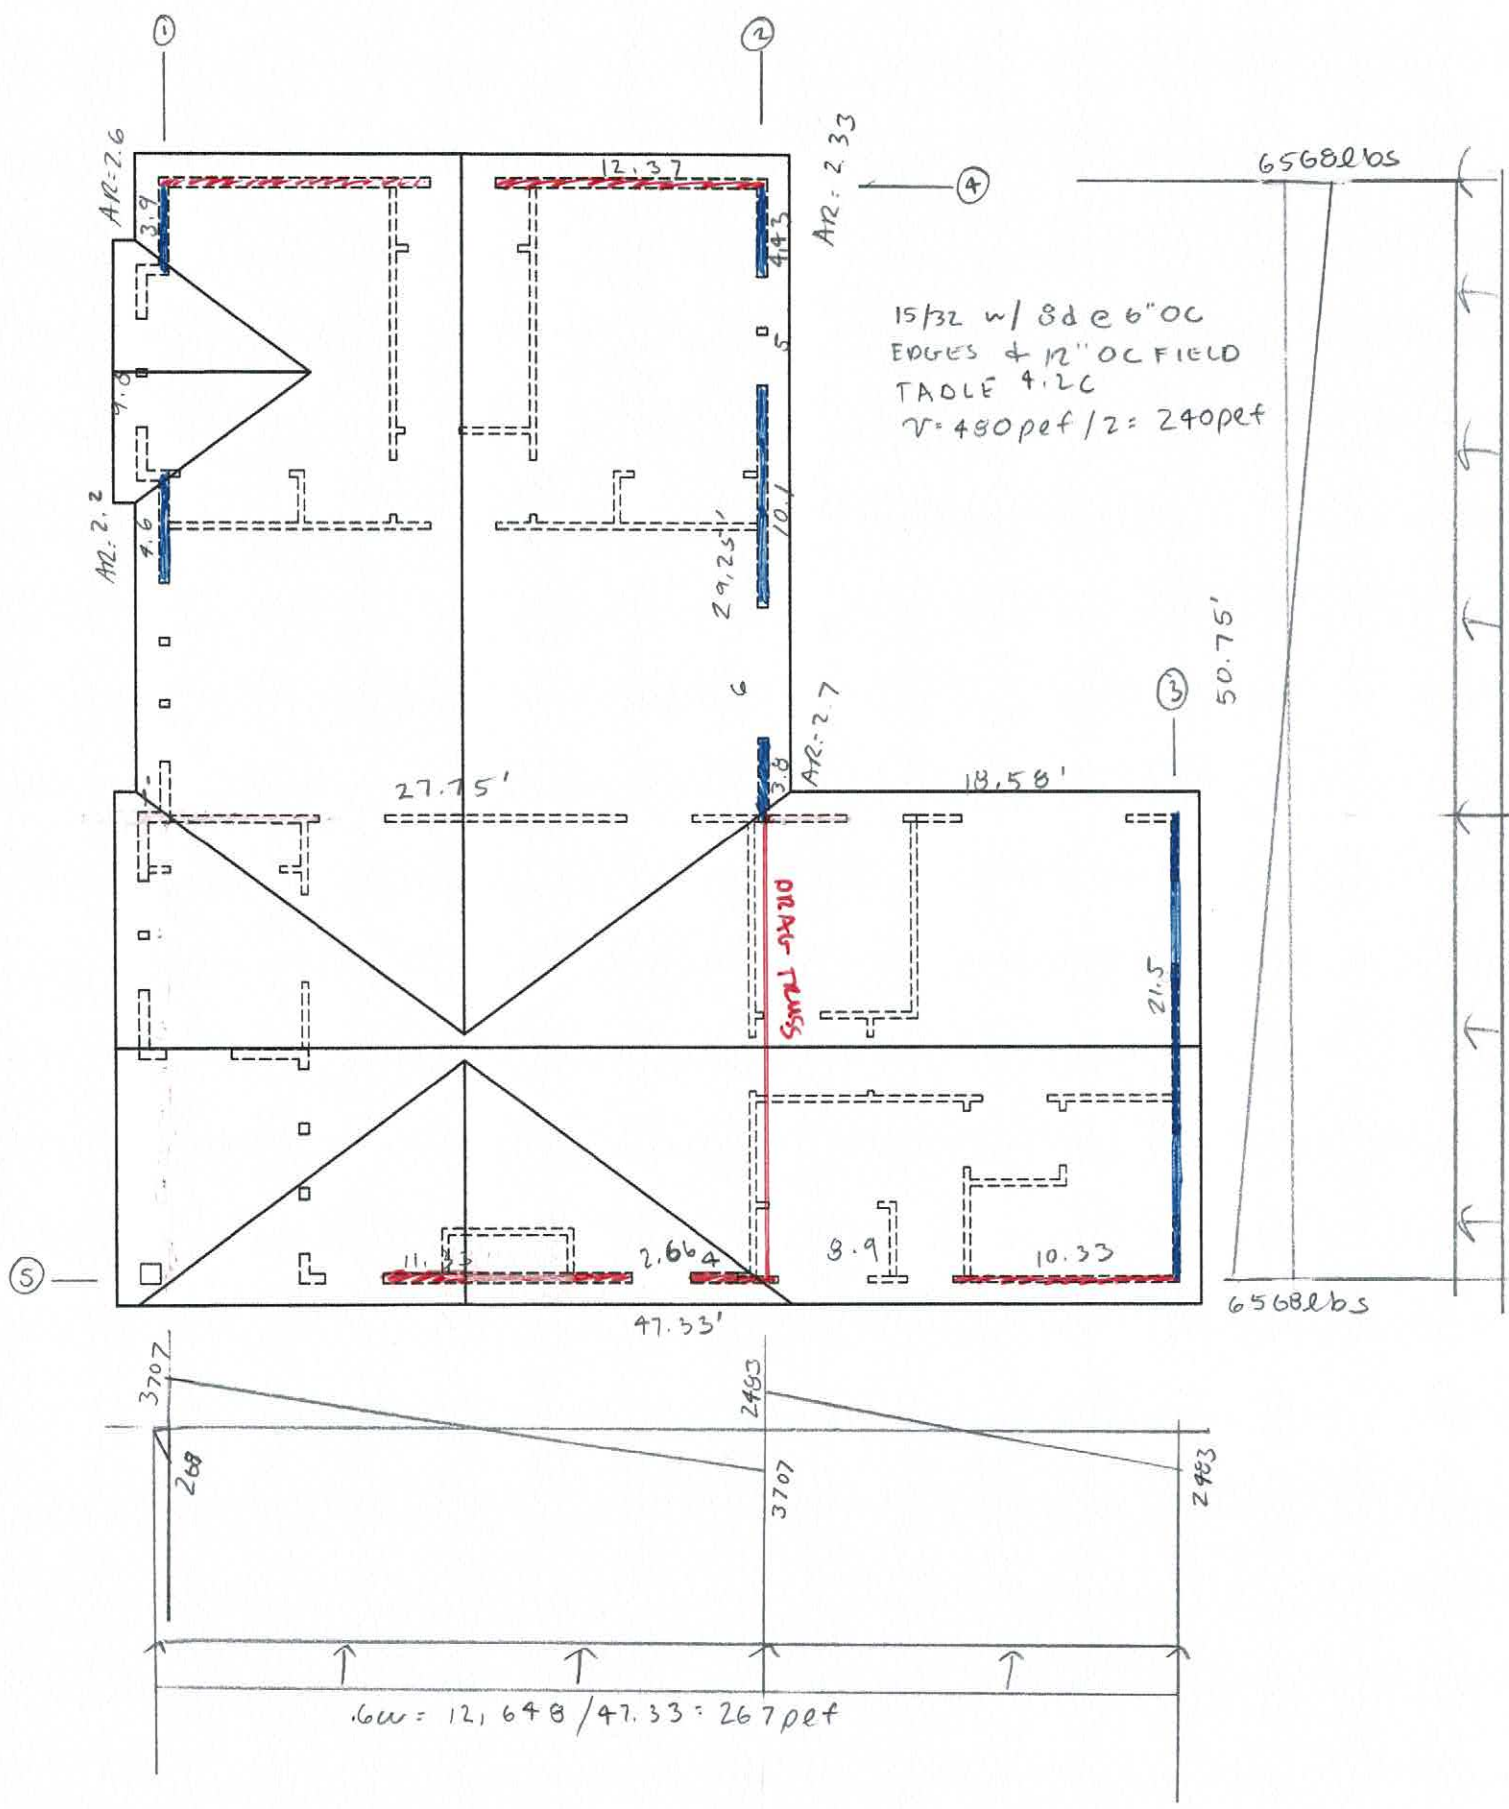 1
2
AR=2.6
3.9
12.37
AR: 2.33
4
4.43
6568lbs
15/32 w/ 8d @ 6" OC
EDGES & 12" OC FIELD
TABLE 4.2C
V= 480plf/2= 240plf
5
9.8
AR: 2.2
4.6
10.1
29.25'
50.75'
6
AR=2.7
3
3.8
27.75'
18.58'
DRAG TRUSS
21.5
5
11.33
2.66
4
8.9
10.33
6568lbs
47.33'
3707
268
2483
3707
2483
.6w= 12,648/47.33= 267plf